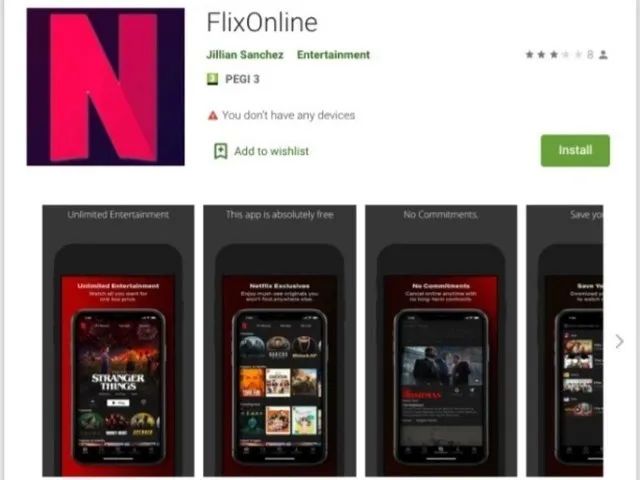 N
FlixOnline
Jillian Sanchez Entertainment
8
3 PEGI 3
You don't have any devices
Add to wishlist
Install
Unlimited Entertainment
Unlimited Entertainment
Watch all you want for
one low price.
STRANGER
THINGS
This app is absolutely free
Netflix Exclusives
Enjoy must-see originals you
won't find anywhere else.
NARCOS
No Commitments.
No Commitments
Cancel online anytime with
no long-term contracts
IRISHMAN
Save yo
Save Yo
to watch